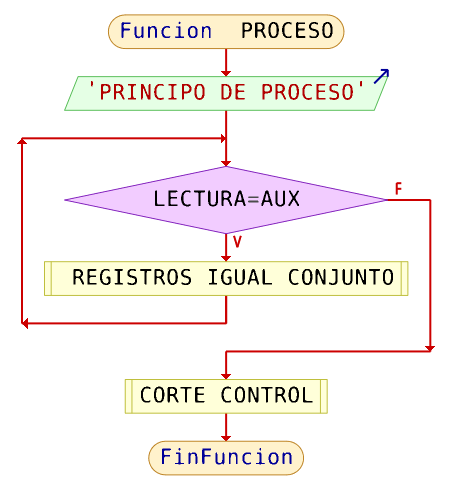 Funcion PROCESO
'PRINCIPO DE PROCESO'
LECTURA=AUX
F
V
REGISTROS IGUAL CONJUNTO
CORTE CONTROL
FinFuncion